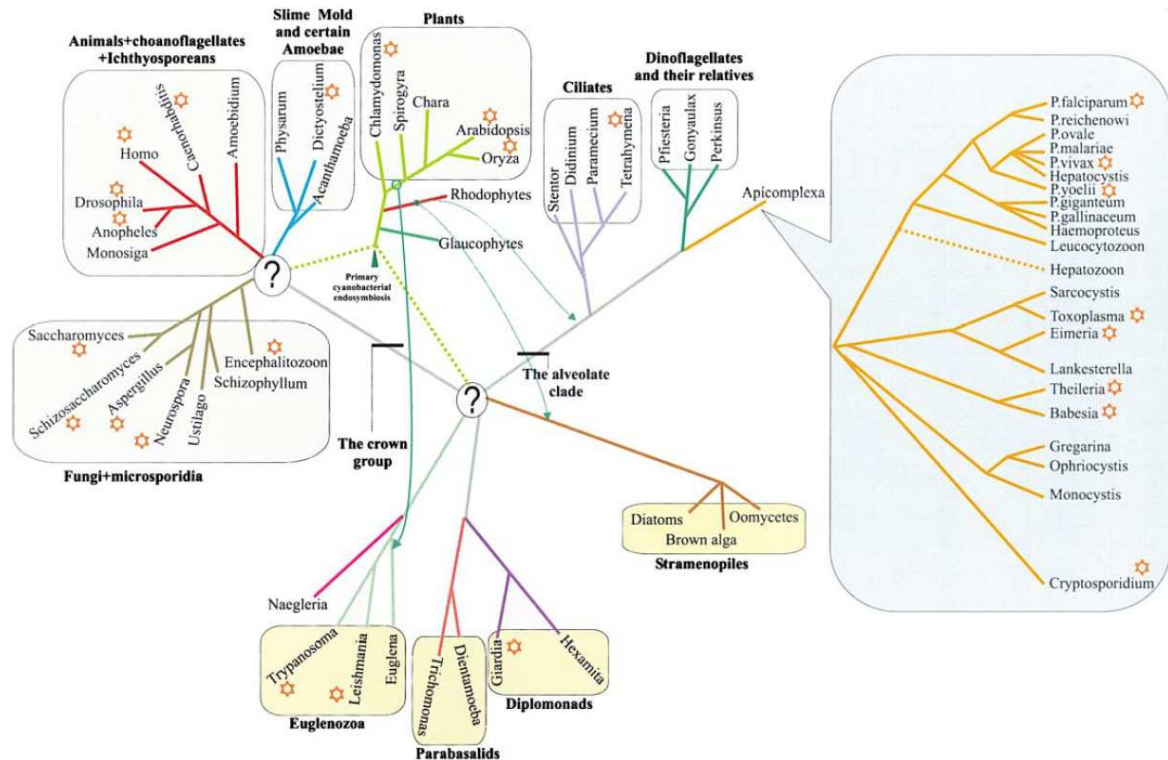 Animals+choanoflagellates
+Ichthyosporeans
Homo
Caenorhabditis
Amoebidium
Drosophila
Anopheles
Monosiga
Slime Mold
and certain
Amoebae
Physarum
Dictyostelium
Acanthamoeba
Plants
Chlamydomonas
Spirogyra
Chara
Arabidopsis
Oryza
Rhodophytes
Glaucophytes
Primary
cyanobacterial
endosymbiosis
Ciliates
Stentor
Didinium
Paramecium
Tetrahymena
Dinoflagellates
and their relatives
Pfiesteria
Gonyaulax
Perkinsus
Apicomplexa
?
?
Saccharomyces
Schizosaccharomyces
Aspergillus
Neurospora
Ustilago
Schizophyllum
Encephalitozoon
Fungi+microsporidia
The crown
group
The alveolate
clade
Diatoms
Brown alga
Oomycetes
Stramenopiles
Naegleria
Trypanosoma
Leishmania
Euglena
Euglenozoa
Trichomonas
Dientamoeba
Parabasalids
Giardia
Hexamita
Diplomonads
P.falciparum
P.reichenowi
P.ovale
P.malariae
P.vivax
Hepatocystis
P.yoelii
P.giganteum
P.gallinaceum
Haemoproteus
Leucocytozoon
Hepatozoon
Sarcocystis
Toxoplasma
Eimeria
Lankesterella
Theileria
Babesia
Gregarina
Ophriocystis
Monocystis
Cryptosporidium